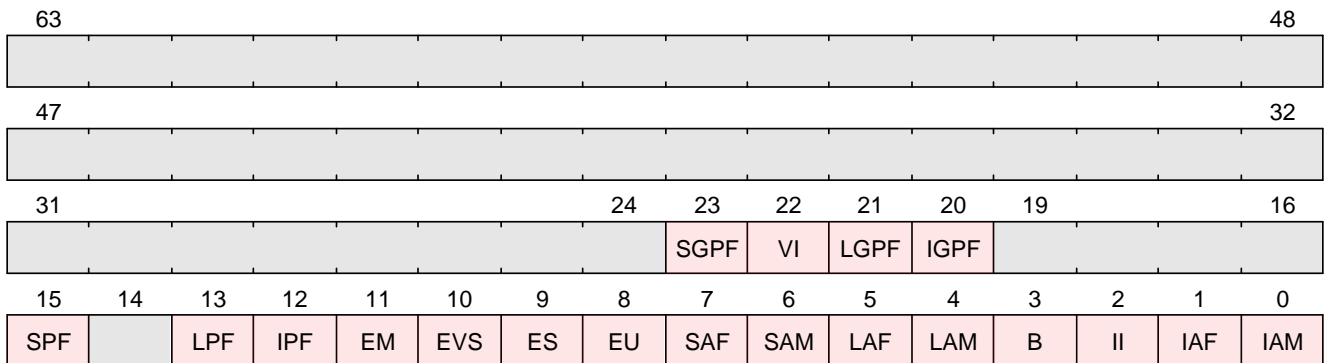 63 48
47 32
31 24 23 22 21 20 19 16
SGPF VI LGPF IGPF
15 14 13 12 11 10 9 8 7 6 5 4 3 2 1 0
SPF LPF IPF EM EVS ES EU SAF SAM LAF LAM B II IAF IAM